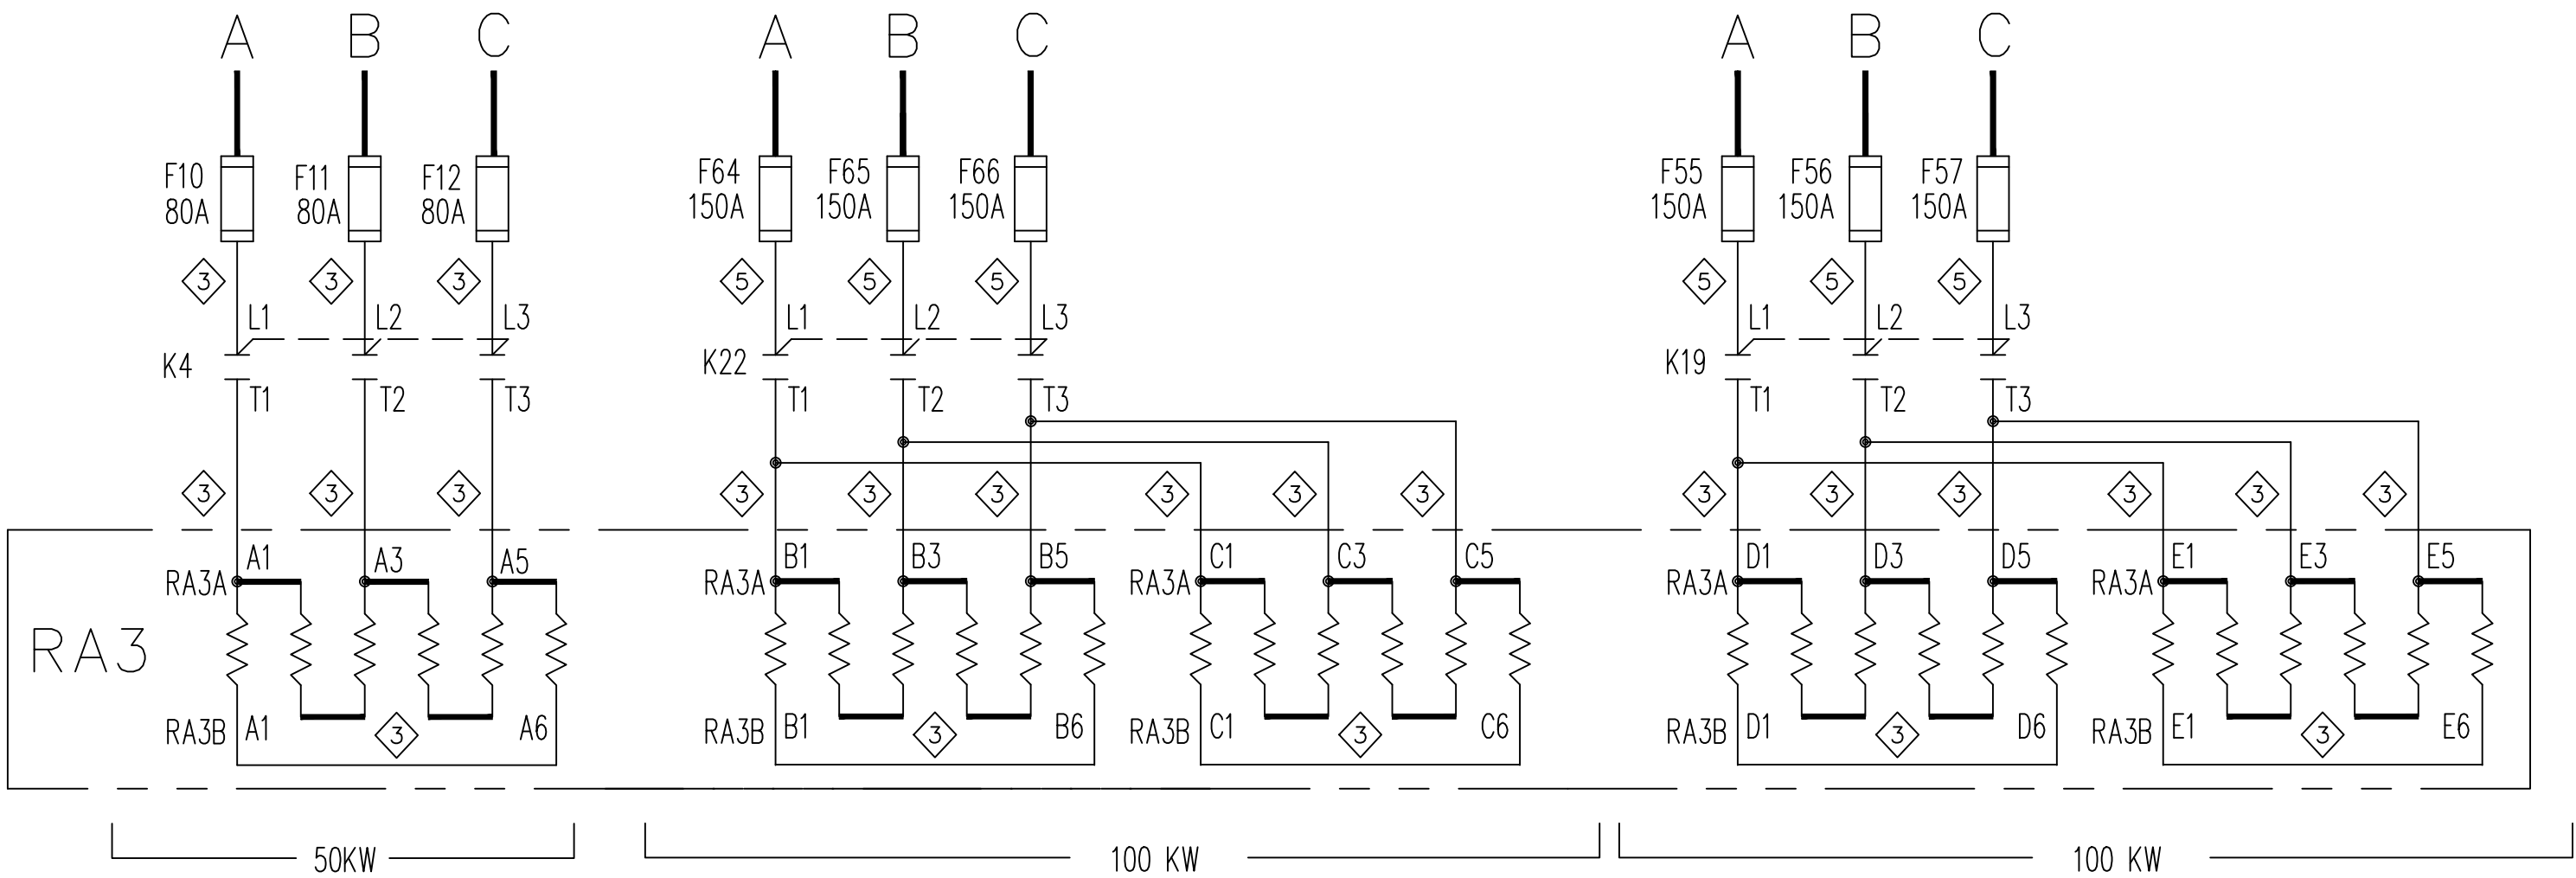 A B C A B C A B C
F10 F11 F12 F64 F65 F66 F55 F56 F57
80A 80A 80A 150A 150A 150A 150A 150A 150A
3 3 3 5 5 5 5 5 5
L1 L2 L3 L1 L2 L3 L1 L2 L3
K4 K22 K19
T1 T2 T3 T1 T2 T3 T1 T2 T3
3 3 3 3 3 3 3 3 3 3 3 3 3 3 3
A1 A3 A5 B1 B3 B5 C1 C3 C5 D1 D3 D5 E1 E3 E5
RA3A RA3A RA3A RA3A RA3A
RA3
RA3B A1 3 A6 RA3B B1 3 B6 RA3B C1 3 C6 RA3B D1 3 D6 RA3B E1 3 E6
50KW 100 KW 100 KW